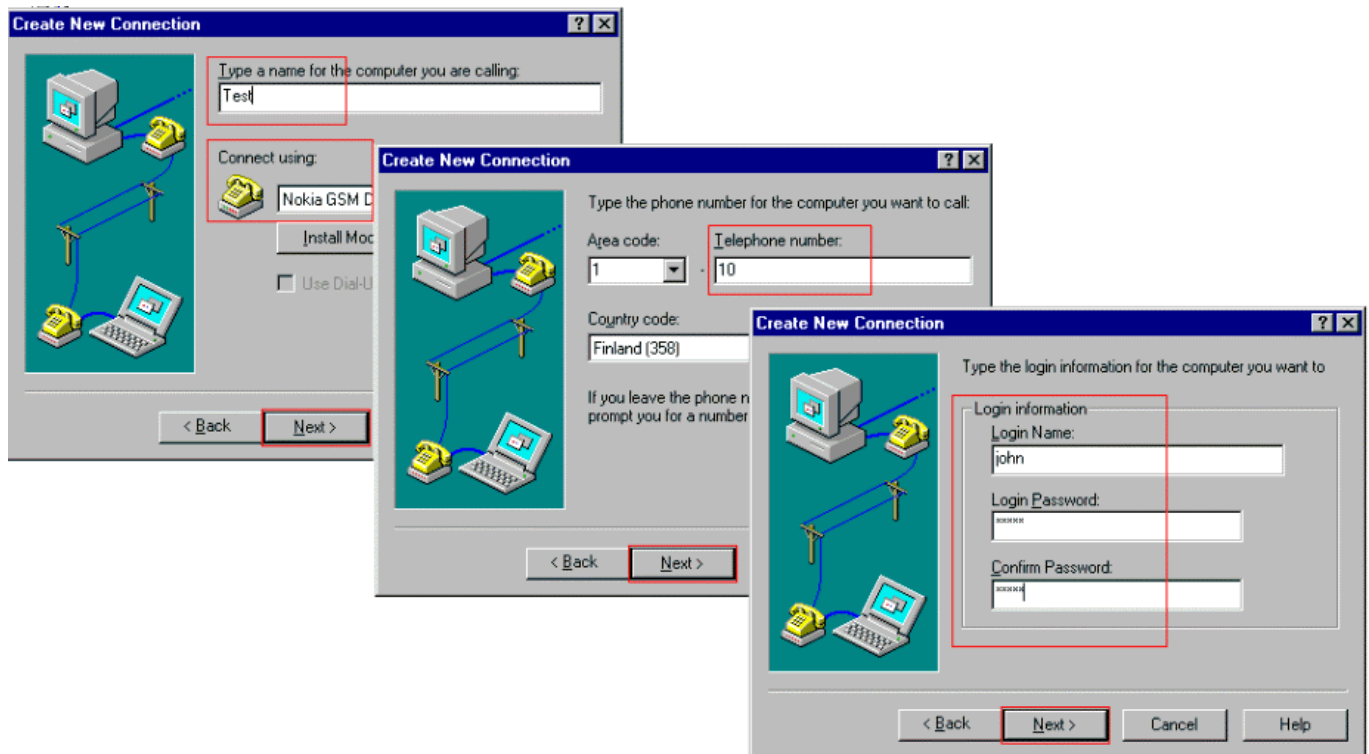 Create New Connection
Type a name for the computer you are calling:
Test
Connect using:
Nokia GSM D
Install Mod
Use Dial-U
< Back Next >
Create New Connection
Type the phone number for the computer you want to call:
Area code: Telephone number:
1 - 10
Country code:
Finland (358)
If you leave the phone n
prompt you for a number
< Back Next >
Create New Connection
Type the login information for the computer you want to
Login information
Login Name:
john
Login Password:
*****
Confirm Password:
*****
< Back Next > Cancel Help